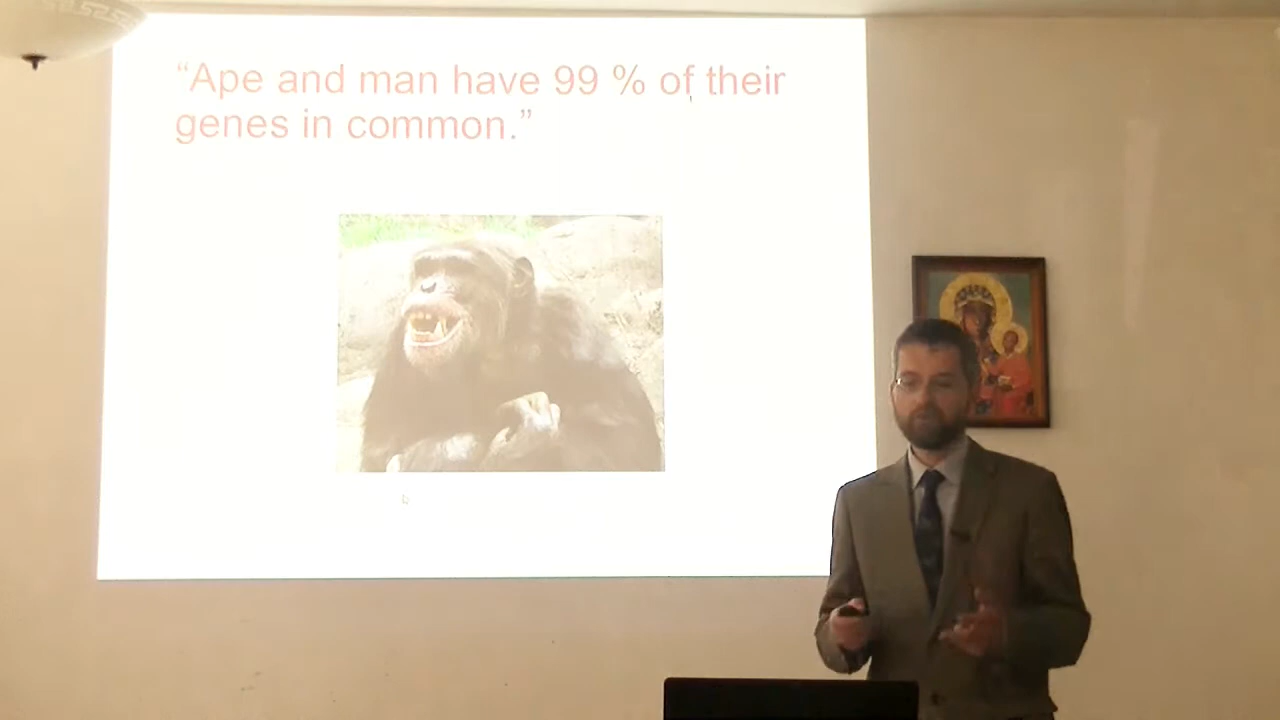 “Ape and man have 99 % of their
genes in common.”